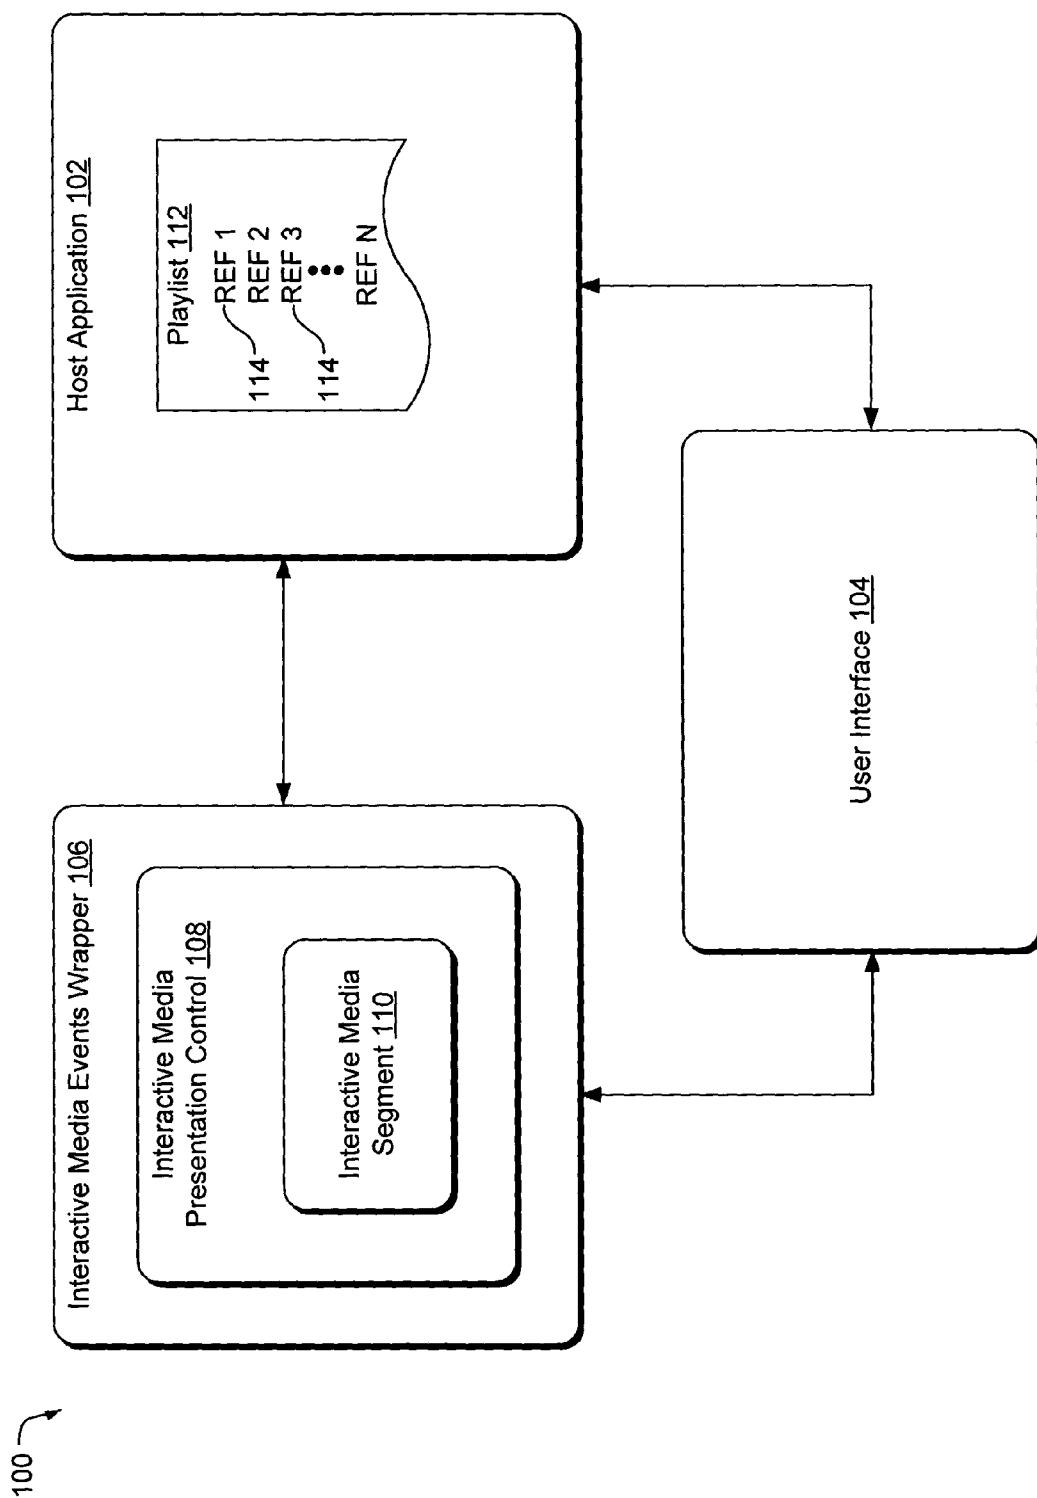 100
Interactive Media Events Wrapper 106
Interactive Media
Presentation Control 108
Interactive Media
Segment 110
Host Application 102
Playlist 112
114
REF 1
REF 2
114
REF 3
REF N
User Interface 104